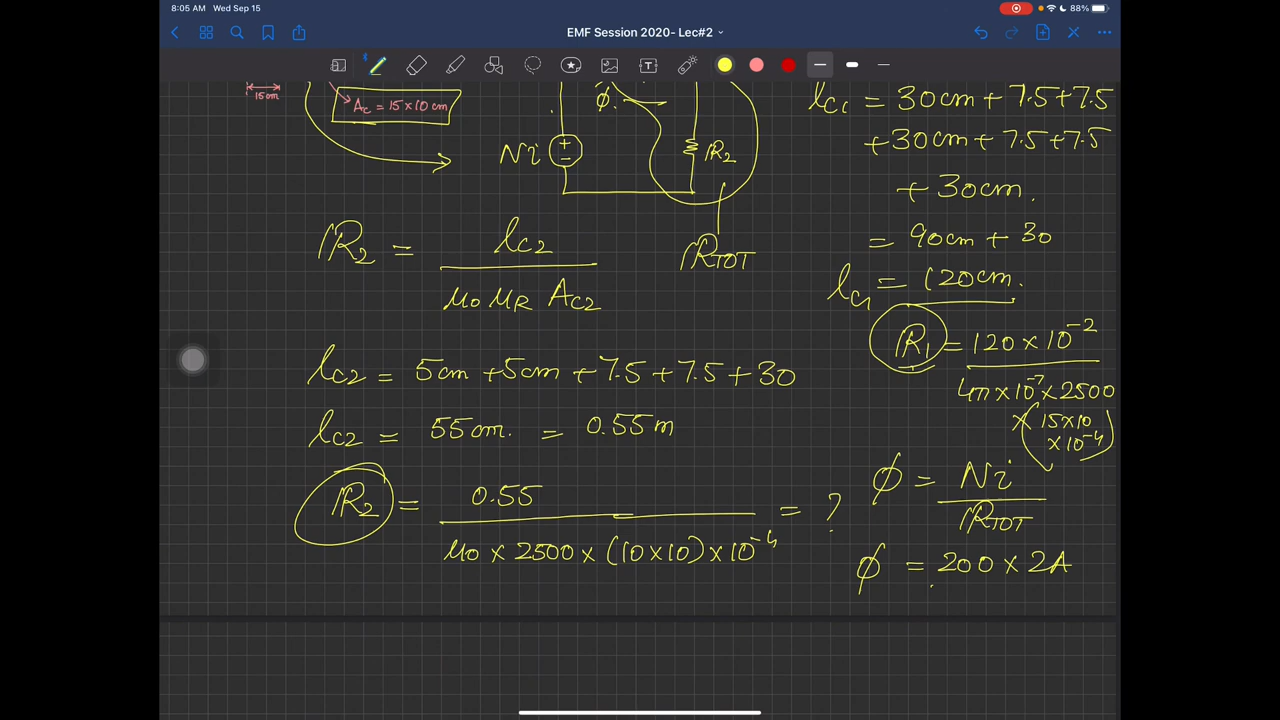 8:05 AM Wed Sep 15
88%
EMF Session 2020- Lec#2
15cm
Ac = 15×10 cm
Ni
+
−
φ
ℝ2
ℝTOT
ℝ2 = lc2 / μ0 μR Ac2
lc2 = 5cm + 5cm + 7.5 + 7.5 + 30
lc2 = 55cm. = 0.55m
ℝ2 = 0.55 / μ0 × 2500 × (10×10) × 10⁻⁴ = ?
lc1 = 30cm + 7.5 + 7.5
+ 30cm + 7.5 + 7.5
+ 30cm.
= 90cm + 30
lc1 = 120cm.
ℝ1 = 120 × 10⁻²
4π × 10⁻⁷ × 2500
× (15×10
× 10⁻⁴)
φ = Ni / ℝTOT
φ = 200 × 2A